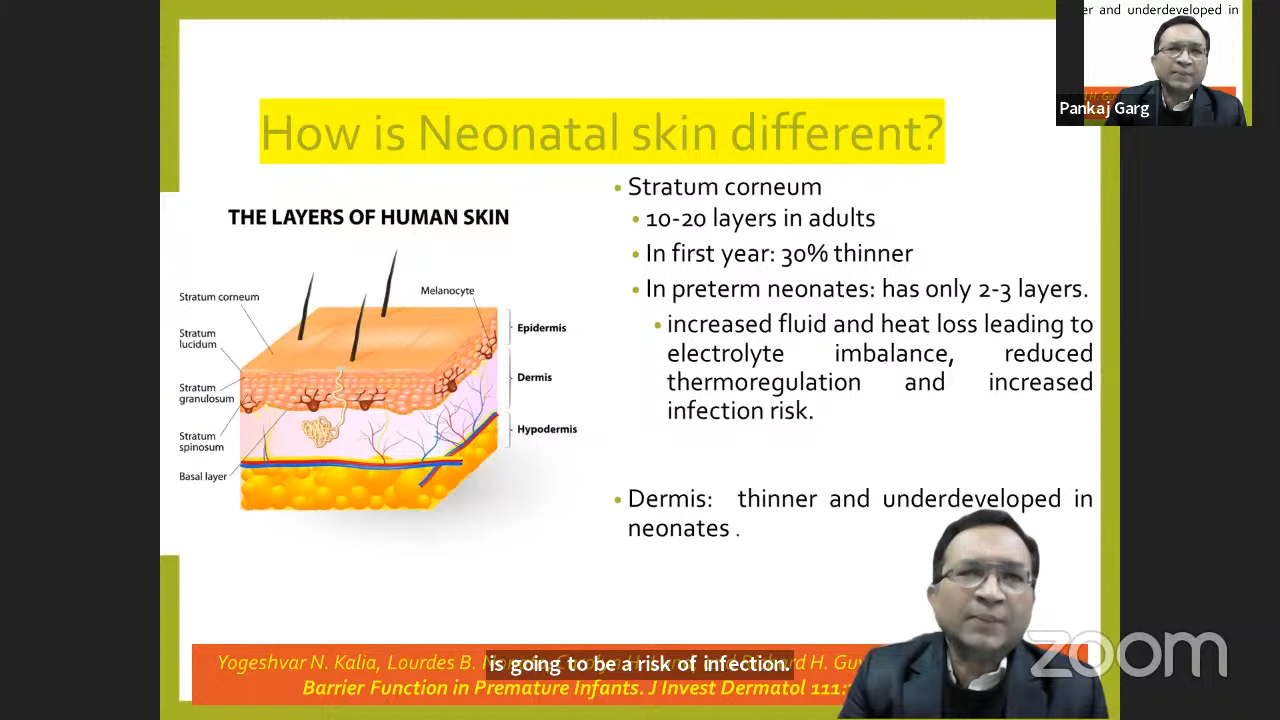 er and underdeveloped in
Pankaj Garg
How is Neonatal skin different?
THE LAYERS OF HUMAN SKIN
Stratum corneum
Stratum lucidum
Stratum granulosum
Stratum spinosum
Basal layer
Melanocyte
Epidermis
Dermis
Hypodermis
• Stratum corneum
• 10-20 layers in adults
• In first year: 30% thinner
• In preterm neonates: has only 2-3 layers.
• increased fluid and heat loss leading to
electrolyte imbalance, reduced
thermoregulation and increased
infection risk.
• Dermis: thinner and underdeveloped in
neonates .
Yogeshvar N. Kalia, Lourdes B.
is going to be a risk of infection.
Barrier Function in Premature Infants. J Invest Dermatol 111:
zoom